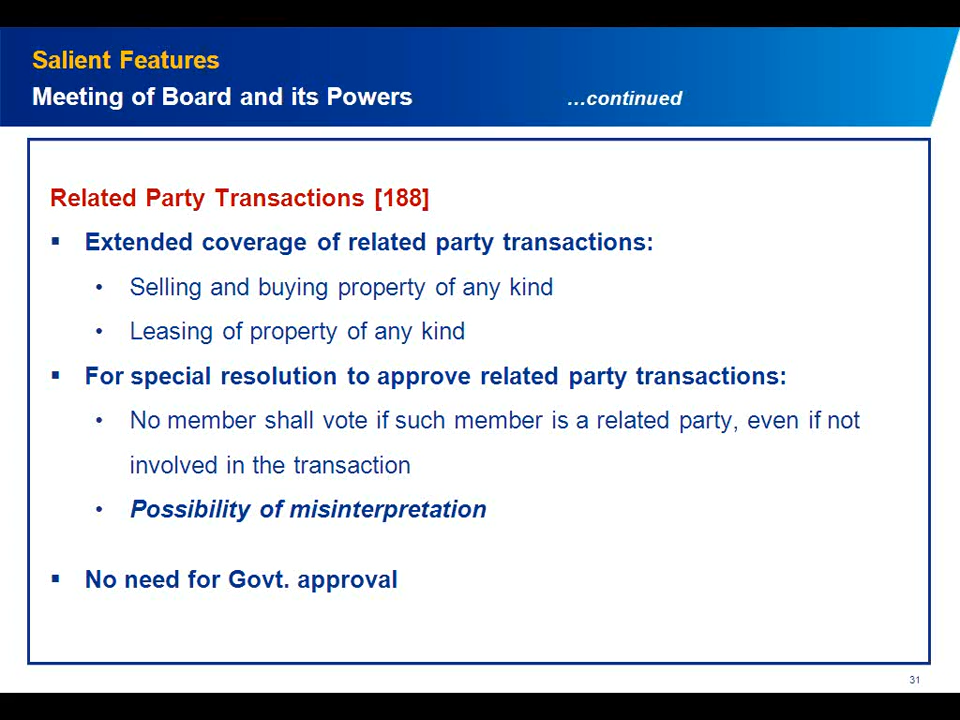 Salient Features
Meeting of Board and its Powers …continued
Related Party Transactions [188]
▪ Extended coverage of related party transactions:
• Selling and buying property of any kind
• Leasing of property of any kind
▪ For special resolution to approve related party transactions:
• No member shall vote if such member is a related party, even if not
involved in the transaction
• Possibility of misinterpretation
▪ No need for Govt. approval
31